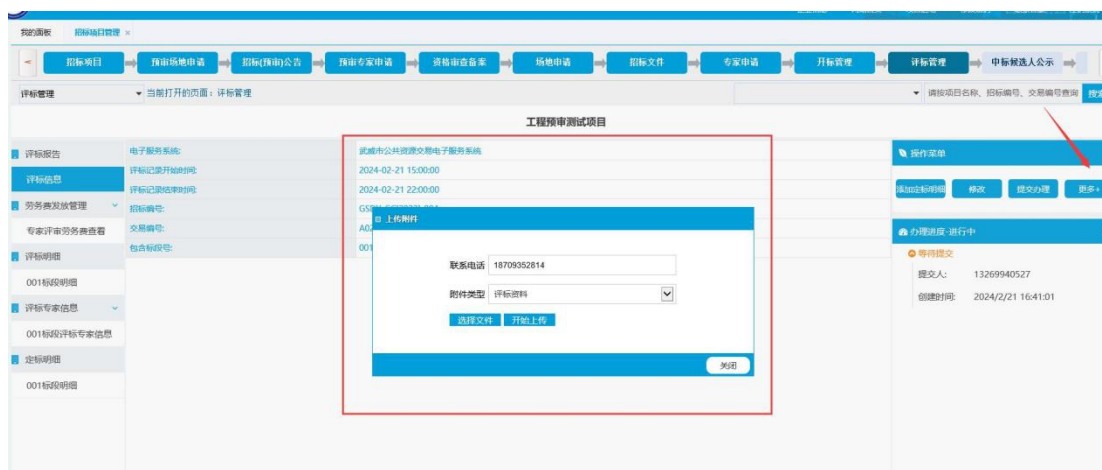 我的面板 招标项目管理 ×
招标项目 预审场地申请 招标(预审)公告 预审专家申请 资格审查备案 场地申请 招标文件 专家申请 开标管理 评标管理 中标候选人公示
评标管理 当前打开的页面：评标管理 请按项目名称、招标编号、交易编号查询 搜索
工程预审测试项目
评标报告
评标信息
劳务费发放管理
专家评审劳务费查看
评标明细
001标段明细
评标专家信息
001标段评标专家信息
定标明细
001标段明细
电子服务系统: 武威市公共资源交易电子服务系统
评标记录开始时间: 2024-02-21 15:00:00
评标记录结束时间: 2024-02-21 22:00:00
招标编号:
交易编号: A02
包含标段号: 001
上传附件
联系电话 18709352814
附件类型 评标资料
选择文件 开始上传
关闭
操作菜单
添加定标明细 修改 提交办理 更多+
办理进度-进行中
等待提交
提交人: 13269940527
创建时间: 2024/2/21 16:41:01